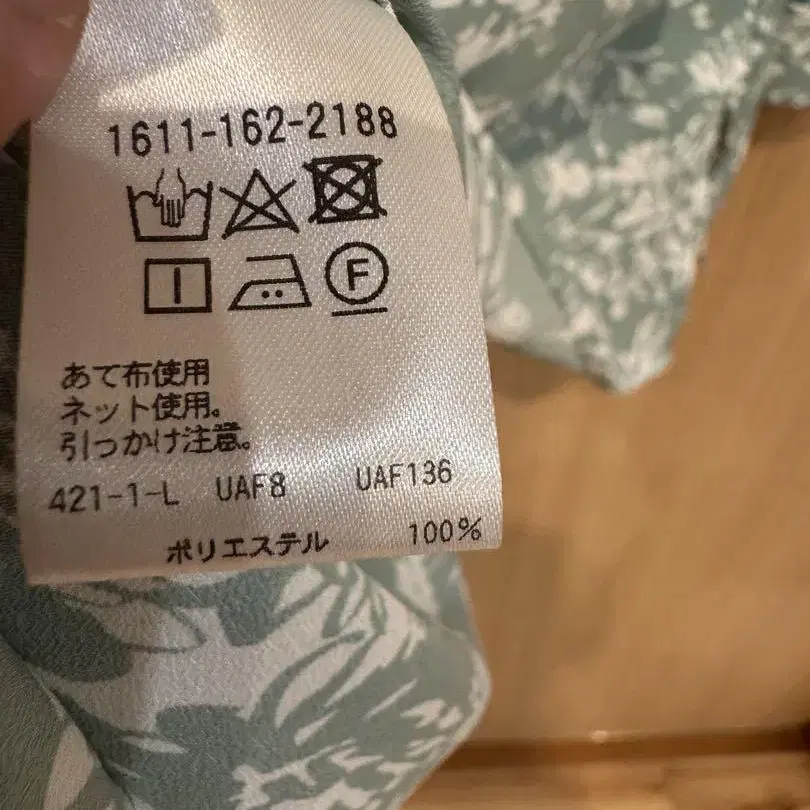 1611-162-2188
F
あて布使用
ネット使用。
引っかけ注意。
421-1-L UAF8 UAF136
ポリエステル 100%